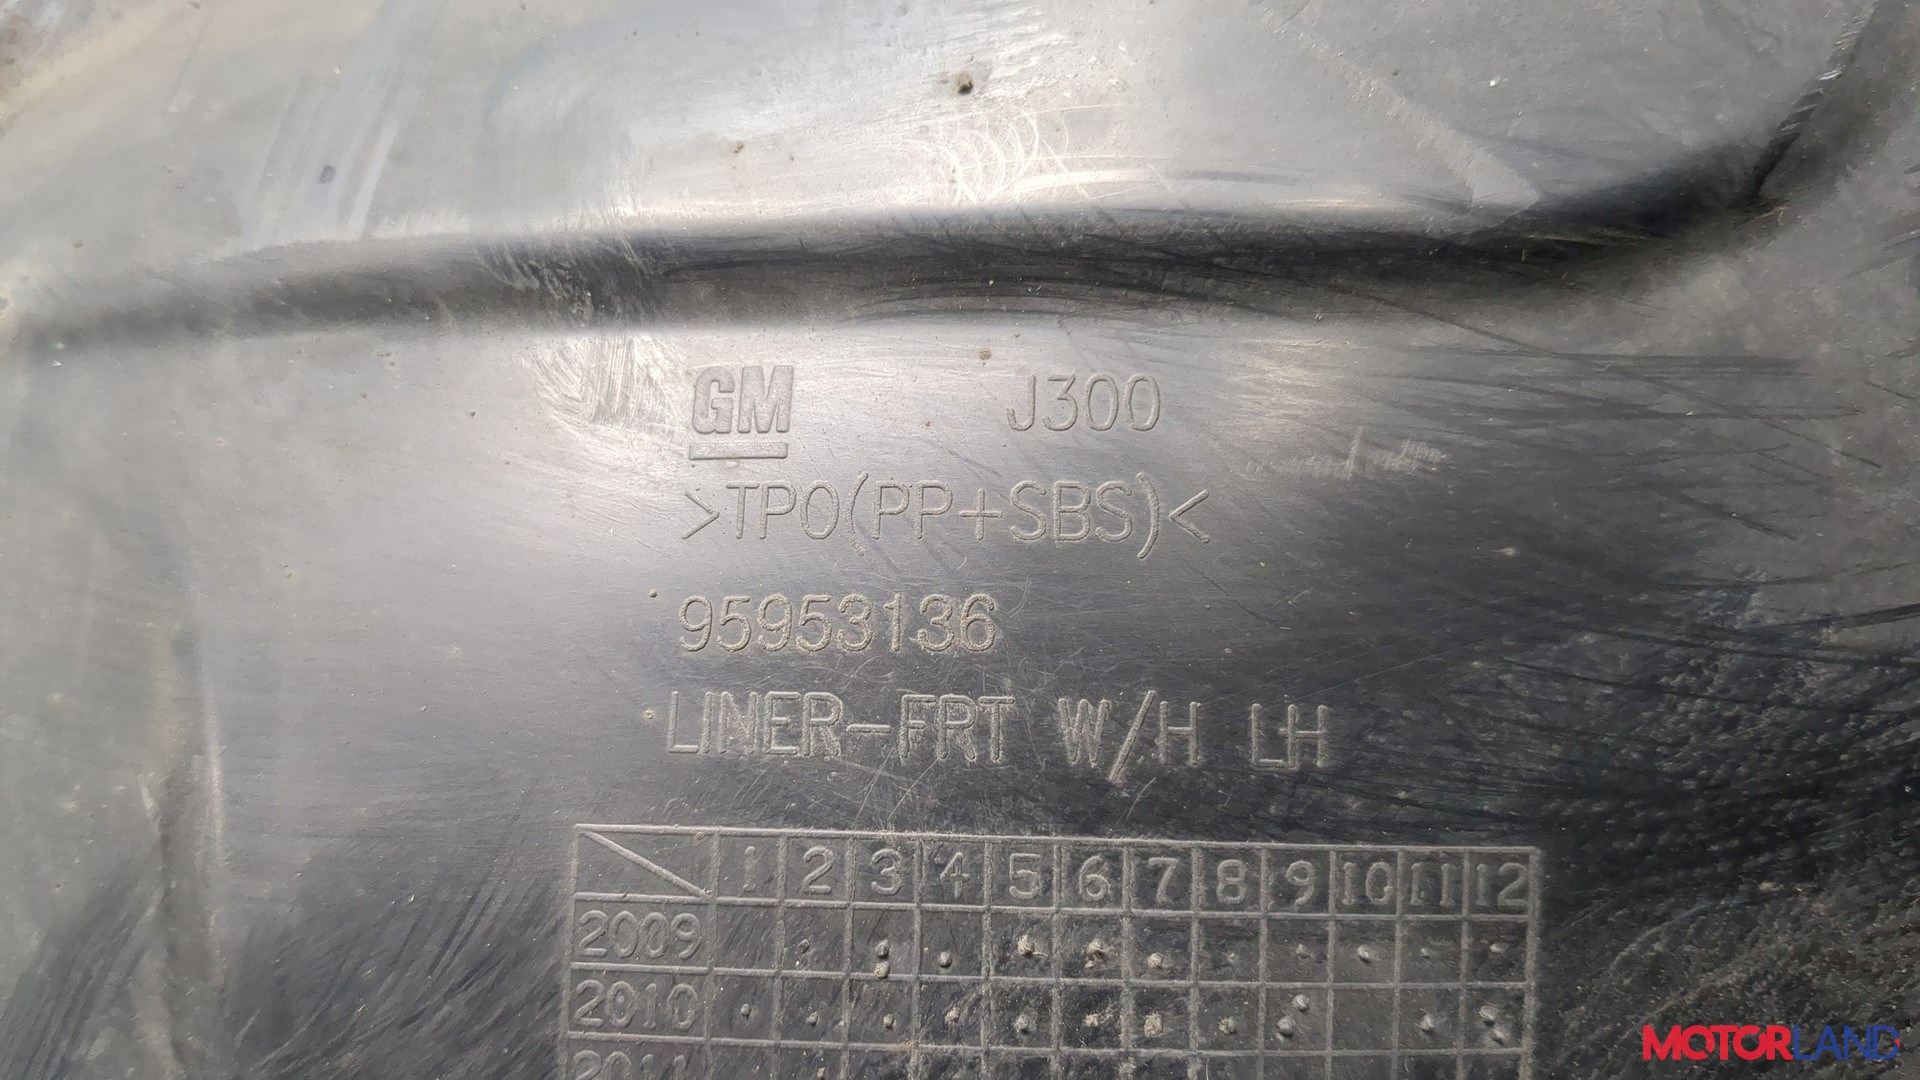 GM J300
>TPO(PP+SBS)<
95953136
LINER-FRT W/H LH
1 2 3 4 5 6 7 8 9 10 11 12
2009
2010
2011
MOTORLAND